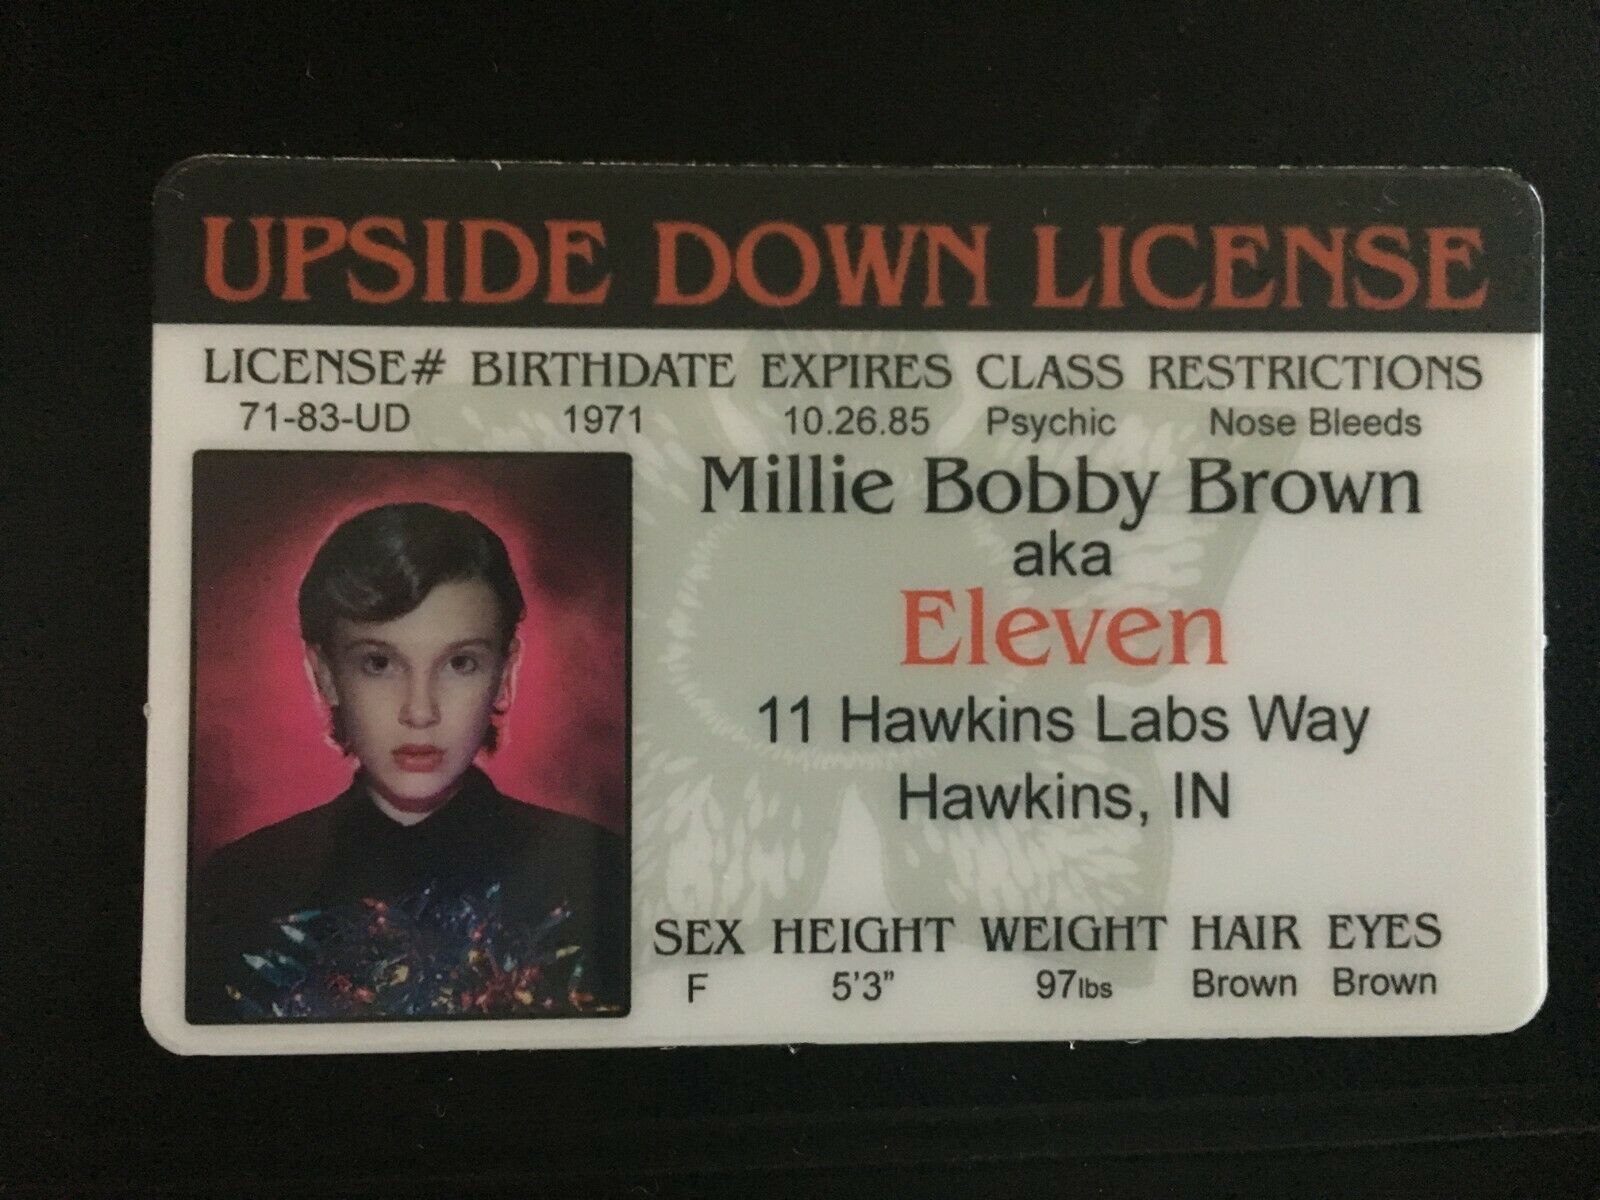 UPSIDE DOWN LICENSE
LICENSE# BIRTHDATE EXPIRES CLASS RESTRICTIONS
71-83-UD 1971 10.26.85 Psychic Nose Bleeds
Millie Bobby Brown
aka
Eleven
11 Hawkins Labs Way
Hawkins, IN
SEX HEIGHT WEIGHT HAIR EYES
F 5'3" 97lbs Brown Brown